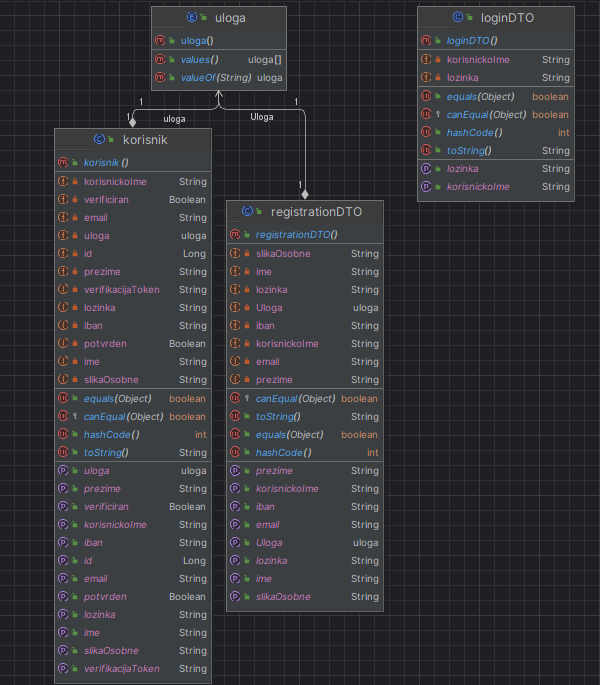 uloga
uloga()
values() uloga[]
valueOf(String) uloga
1
1
uloga
Uloga
1
1
korisnik
korisnik ()
korisnickoIme String
verificiran Boolean
email String
uloga uloga
id Long
prezime String
verifikacijaToken String
lozinka String
iban String
potvrden Boolean
ime String
slikaOsobne String
equals(Object) boolean
canEqual(Object) boolean
hashCode() int
toString() String
uloga uloga
prezime String
verificiran Boolean
korisnickoIme String
iban String
id Long
email String
potvrden Boolean
lozinka String
ime String
slikaOsobne String
verifikacijaToken String
registrationDTO
registrationDTO()
slikaOsobne String
ime String
lozinka String
Uloga uloga
iban String
korisnickoIme String
email String
prezime String
canEqual(Object) boolean
toString() String
equals(Object) boolean
hashCode() int
prezime String
korisnickoIme String
iban String
email String
Uloga uloga
lozinka String
ime String
slikaOsobne String
loginDTO
loginDTO()
korisnickoIme String
lozinka String
equals(Object) boolean
canEqual(Object) boolean
hashCode() int
toString() String
lozinka String
korisnickoIme String